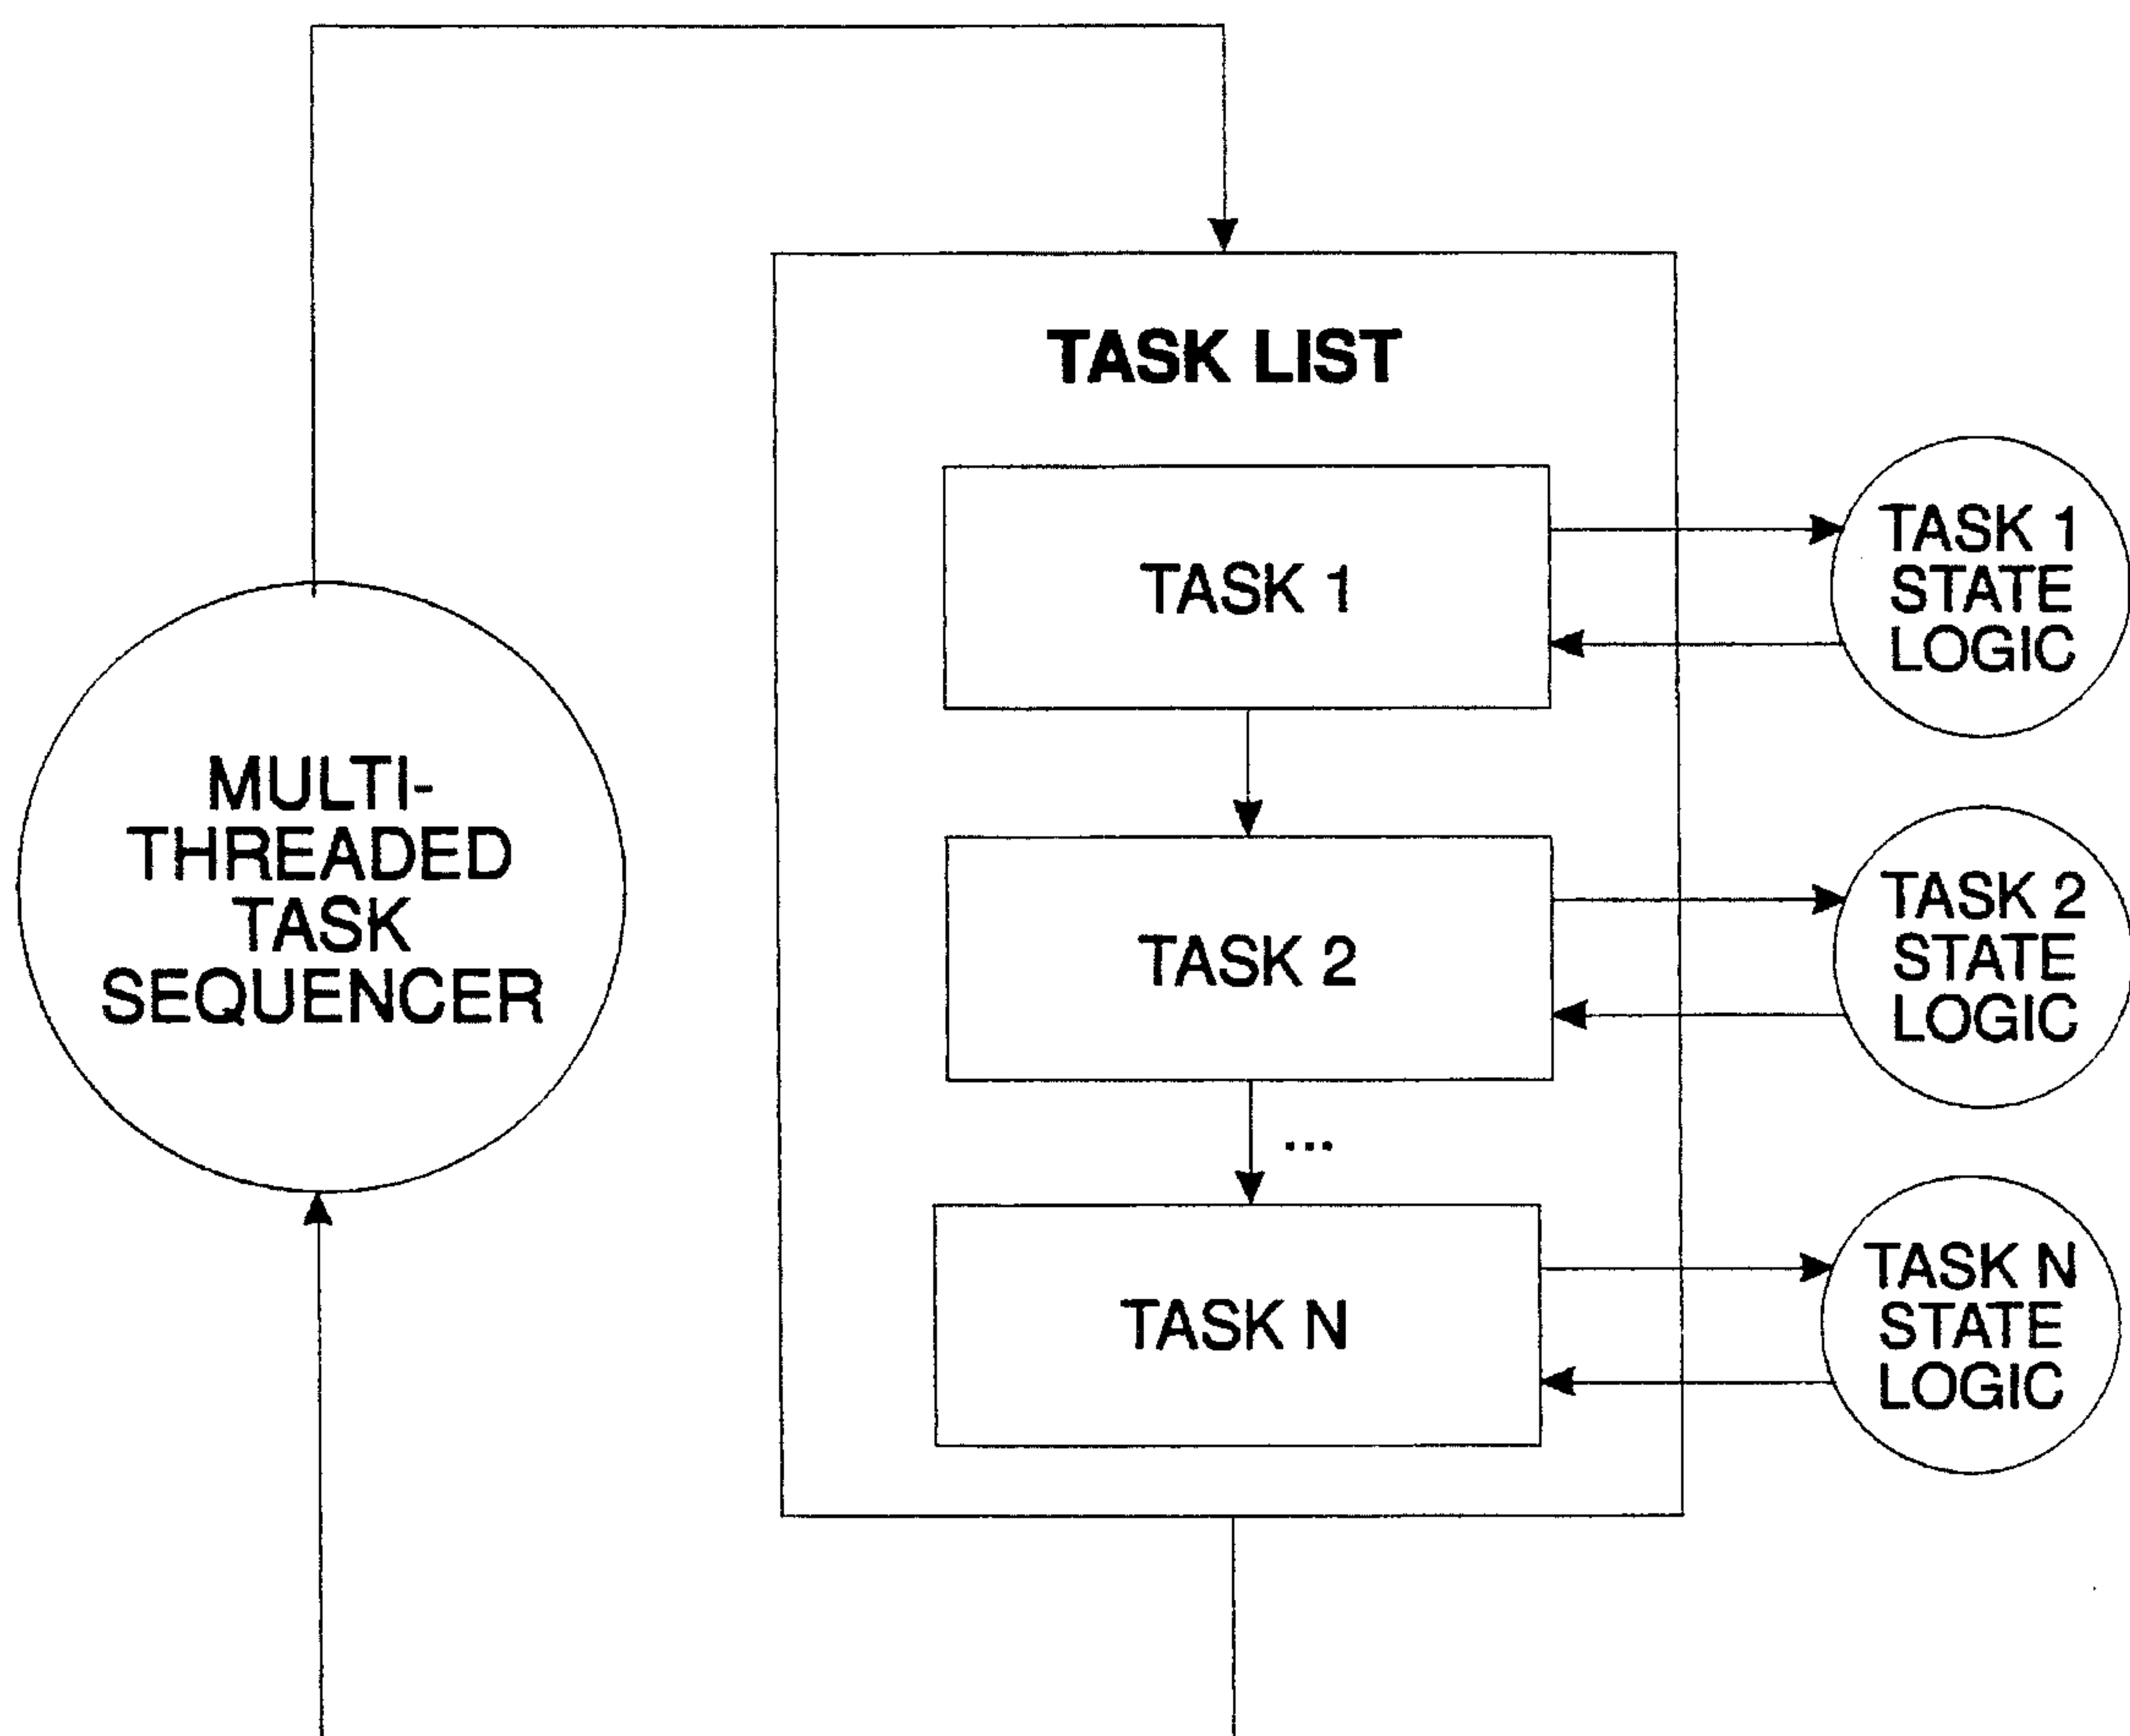 TASK LIST
TASK 1
TASK 1
STATE
LOGIC
MULTI-
THREADED
TASK
SEQUENCER
TASK 2
TASK 2
STATE
LOGIC
...
TASK N
TASK N
STATE
LOGIC